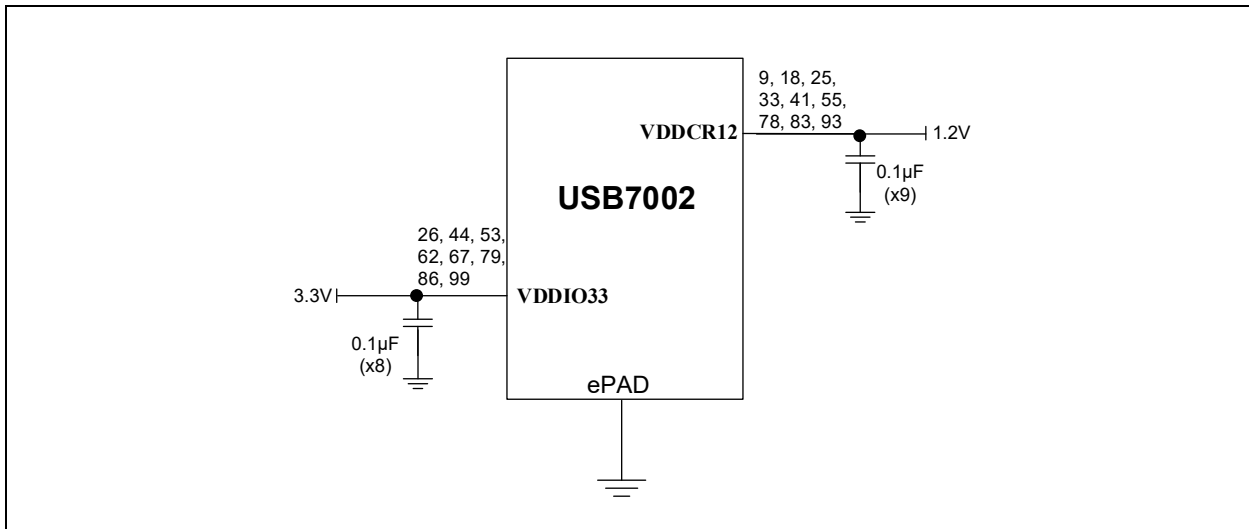 9, 18, 25,
33, 41, 55,
78, 83, 93
VDDCR12
1.2V
0.1µF
(x9)
USB7002
26, 44, 53,
62, 67, 79,
86, 99
3.3V
VDDIO33
0.1µF
(x8)
ePAD